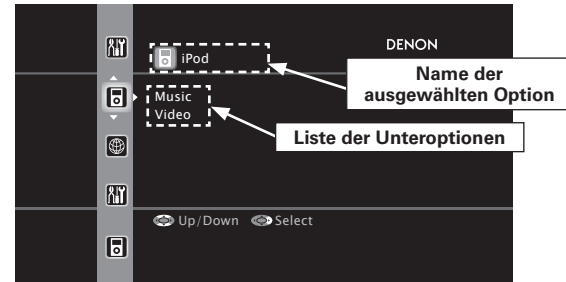 iPod
DENON
Name der
ausgewählten Option
Music
Video
Liste der Unteroptionen
Up/Down Select